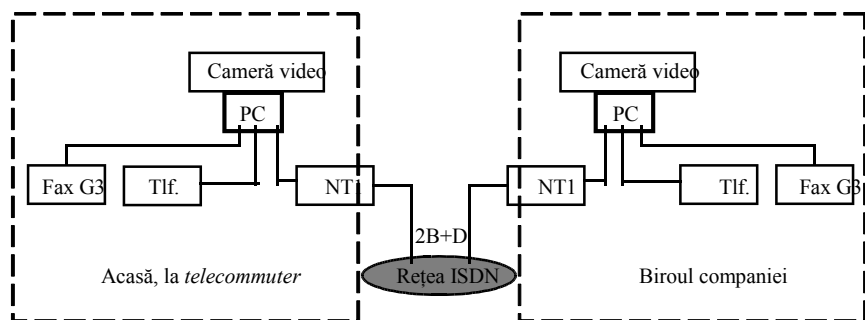 Cameră video
Cameră video
PC
PC
Fax G3
Tlf.
NT1
NT1
Tlf.
Fax G3
2B+D
Acasă, la telecommuter
Rețea ISDN
Biroul companiei